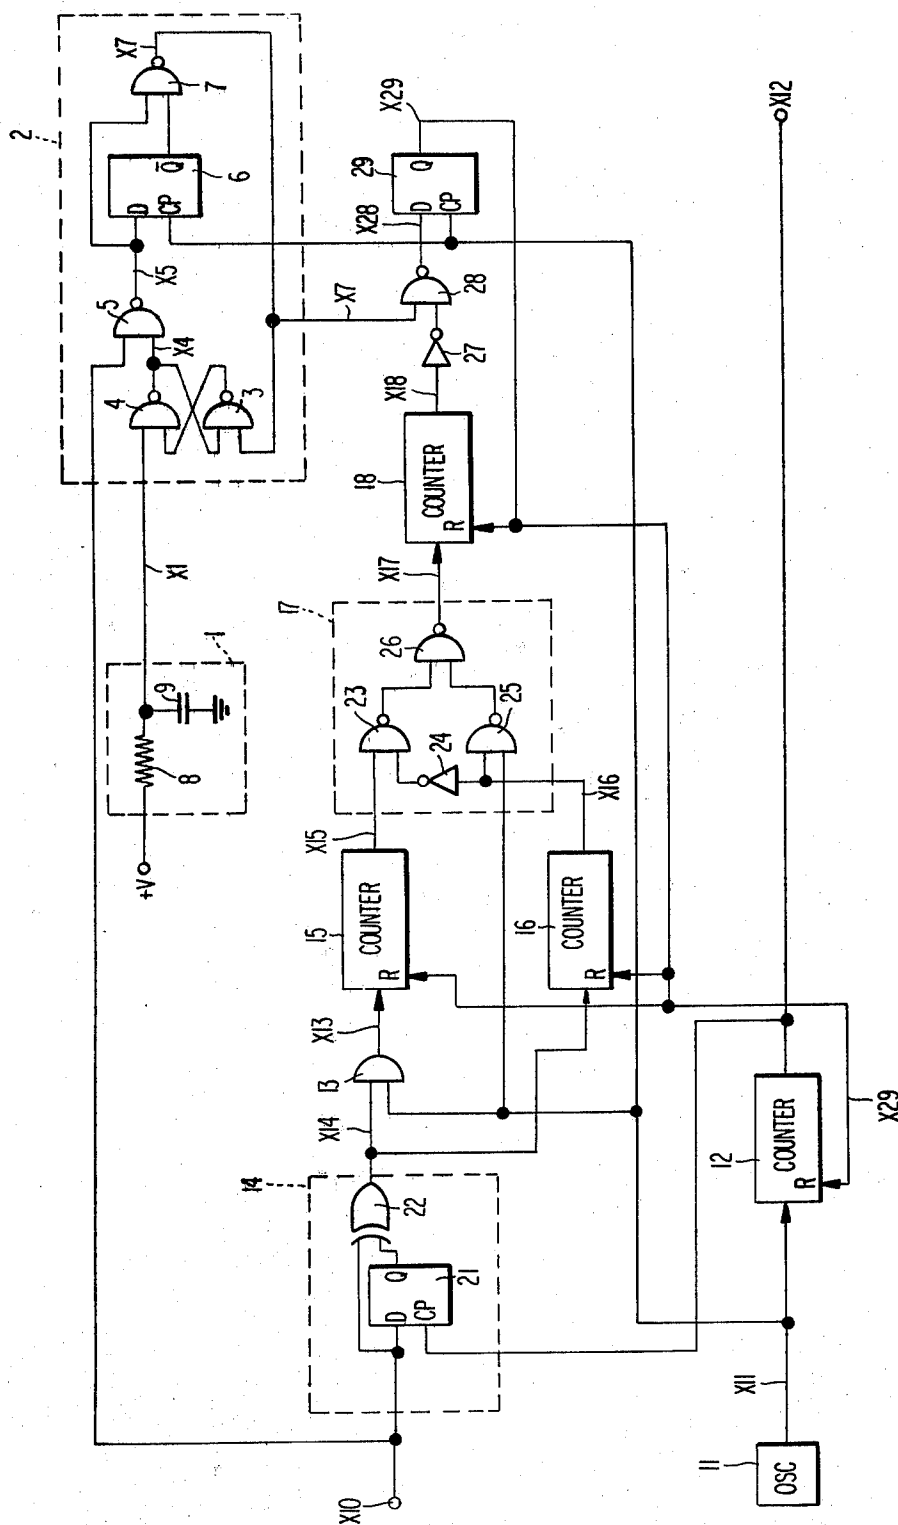 2
X7
7
D
Q̅
CP
6
X5
5
X4
4
3
X1
1
9
8
+V
X7
X29
29
D
Q
CP
X28
28
27
X18
18
COUNTER
R
X17
17
26
23
25
24
X16
X15
15
COUNTER
R
16
COUNTER
R
X13
13
X14
14
22
D
Q
CP
21
X10
X12
12
COUNTER
R
X29
X11
11
OSC